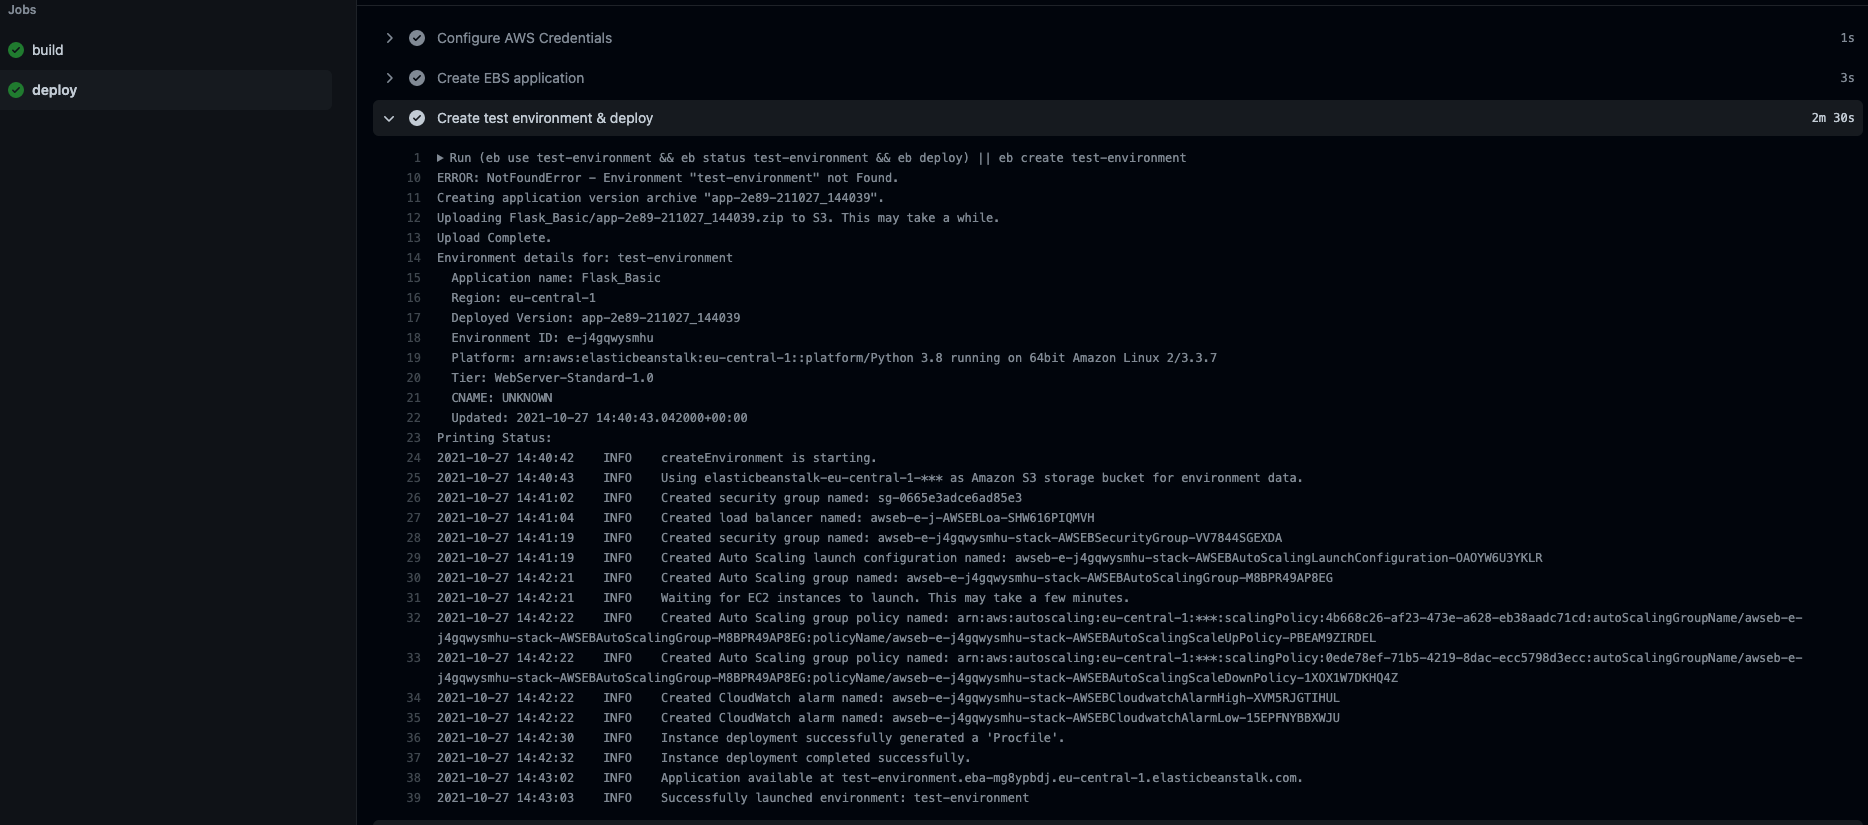 Jobs
build
deploy
Configure AWS Credentials 1s
Create EBS application 3s
Create test environment & deploy 2m 30s
1 Run (eb use test-environment && eb status test-environment && eb deploy) || eb create test-environment
10 ERROR: NotFoundError - Environment "test-environment" not Found.
11 Creating application version archive "app-2e89-211027_144039".
12 Uploading Flask_Basic/app-2e89-211027_144039.zip to S3. This may take a while.
13 Upload Complete.
14 Environment details for: test-environment
15 Application name: Flask_Basic
16 Region: eu-central-1
17 Deployed Version: app-2e89-211027_144039
18 Environment ID: e-j4gqwysmhu
19 Platform: arn:aws:elasticbeanstalk:eu-central-1::platform/Python 3.8 running on 64bit Amazon Linux 2/3.3.7
20 Tier: WebServer-Standard-1.0
21 CNAME: UNKNOWN
22 Updated: 2021-10-27 14:40:43.042000+00:00
23 Printing Status:
24 2021-10-27 14:40:42 INFO createEnvironment is starting.
25 2021-10-27 14:40:43 INFO Using elasticbeanstalk-eu-central-1-*** as Amazon S3 storage bucket for environment data.
26 2021-10-27 14:41:02 INFO Created security group named: sg-0665e3adce6ad85e3
27 2021-10-27 14:41:04 INFO Created load balancer named: awseb-e-j-AWSEBLoa-SHW616PIQMVH
28 2021-10-27 14:41:19 INFO Created security group named: awseb-e-j4gqwysmhu-stack-AWSEBSecurityGroup-VV7844SGEXDA
29 2021-10-27 14:41:19 INFO Created Auto Scaling launch configuration named: awseb-e-j4gqwysmhu-stack-AWSEBAutoScalingLaunchConfiguration-OAOYW6U3YKLR
30 2021-10-27 14:42:21 INFO Created Auto Scaling group named: awseb-e-j4gqwysmhu-stack-AWSEBAutoScalingGroup-M8BPR49AP8EG
31 2021-10-27 14:42:21 INFO Waiting for EC2 instances to launch. This may take a few minutes.
32 2021-10-27 14:42:22 INFO Created Auto Scaling group policy named: arn:aws:autoscaling:eu-central-1:***:scalingPolicy:4b668c26-af23-473e-a628-eb38aadc71cd:autoScalingGroupName/awseb-e-
j4gqwysmhu-stack-AWSEBAutoScalingGroup-M8BPR49AP8EG:policyName/awseb-e-j4gqwysmhu-stack-AWSEBAutoScalingScaleUpPolicy-PBEAM9ZIRDEL
33 2021-10-27 14:42:22 INFO Created Auto Scaling group policy named: arn:aws:autoscaling:eu-central-1:***:scalingPolicy:0ede78ef-71b5-4219-8dac-ecc5798d3ecc:autoScalingGroupName/awseb-e-
j4gqwysmhu-stack-AWSEBAutoScalingGroup-M8BPR49AP8EG:policyName/awseb-e-j4gqwysmhu-stack-AWSEBAutoScalingScaleDownPolicy-1XOX1W7DKHQ4Z
34 2021-10-27 14:42:22 INFO Created CloudWatch alarm named: awseb-e-j4gqwysmhu-stack-AWSEBCloudwatchAlarmHigh-XVM5RJGTIHUL
35 2021-10-27 14:42:22 INFO Created CloudWatch alarm named: awseb-e-j4gqwysmhu-stack-AWSEBCloudwatchAlarmLow-15EPFNYBBXWJU
36 2021-10-27 14:42:30 INFO Instance deployment successfully generated a 'Procfile'.
37 2021-10-27 14:42:32 INFO Instance deployment completed successfully.
38 2021-10-27 14:43:02 INFO Application available at test-environment.eba-mg8ypbdj.eu-central-1.elasticbeanstalk.com.
39 2021-10-27 14:43:03 INFO Successfully launched environment: test-environment